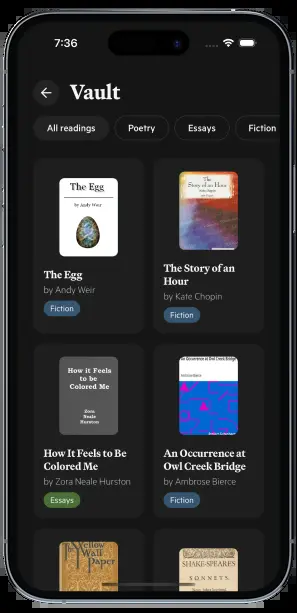 7:36
Vault
All readings
Poetry
Essays
Fiction
The Egg
by Andy Weir
The Story of an Hour
The Egg
by Andy Weir
Fiction
The Story of an
Hour
by Kate Chopin
Fiction
How it Feels
to be
Colored Me
Zora
Neale
Hurston
An Occurrence at Owl Creek Bridge
Ambrose Bierce
How It Feels to Be
Colored Me
by Zora Neale Hurston
Essays
An Occurrence at
Owl Creek Bridge
by Ambrose Bierce
Fiction
The Yellow
Wall
Paper
SHAKE-SPEARES
SONNETS